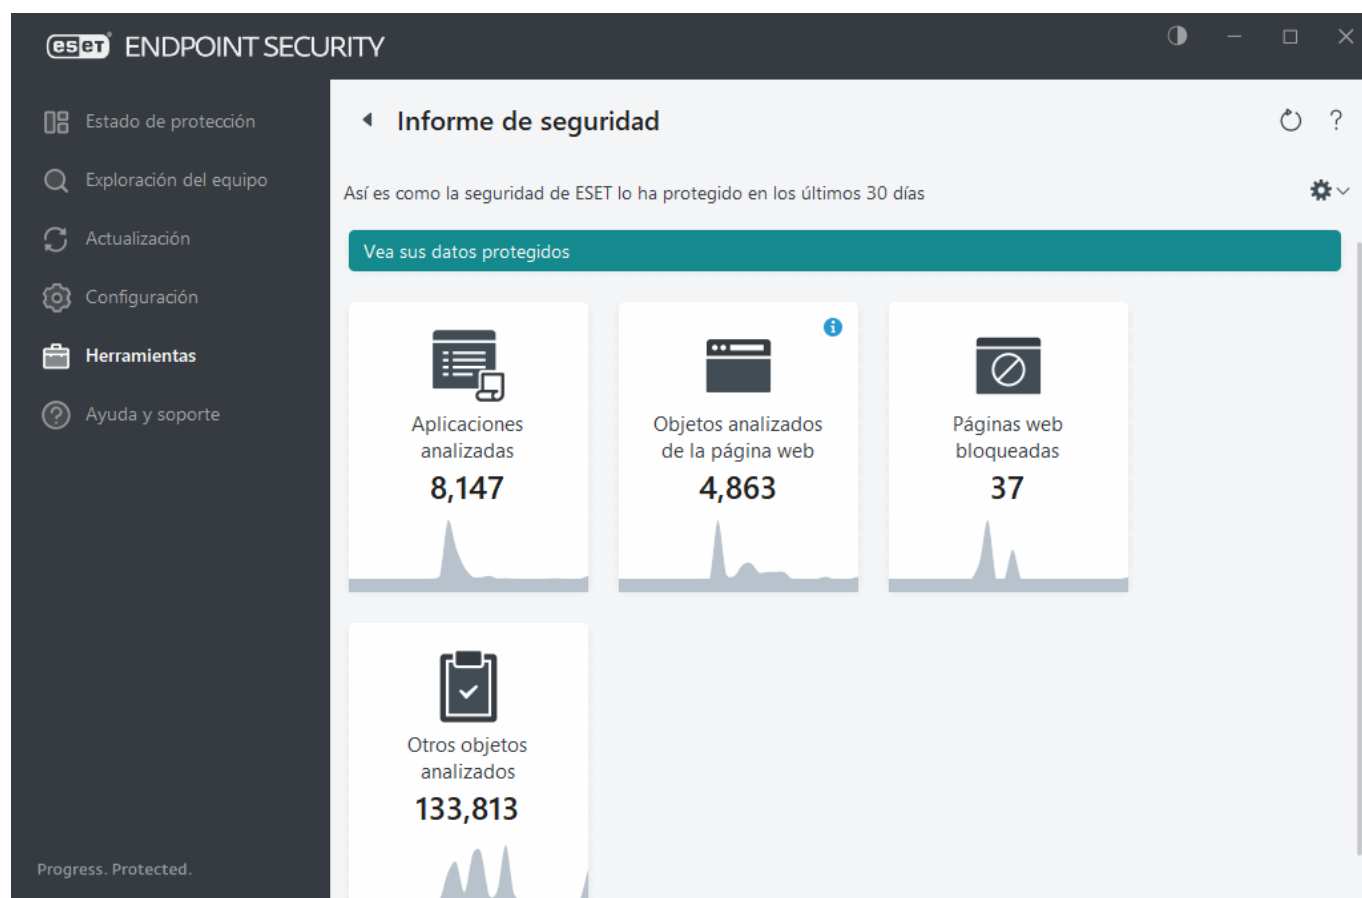 eset ENDPOINT SECURITY
Estado de protección
Exploración del equipo
Actualización
Configuración
Herramientas
Ayuda y soporte
Progress. Protected.
Informe de seguridad
?
Así es como la seguridad de ESET lo ha protegido en los últimos 30 días
Vea sus datos protegidos
Aplicaciones
analizadas
8,147
Objetos analizados
de la página web
4,863
Páginas web
bloqueadas
37
Otros objetos
analizados
133,813